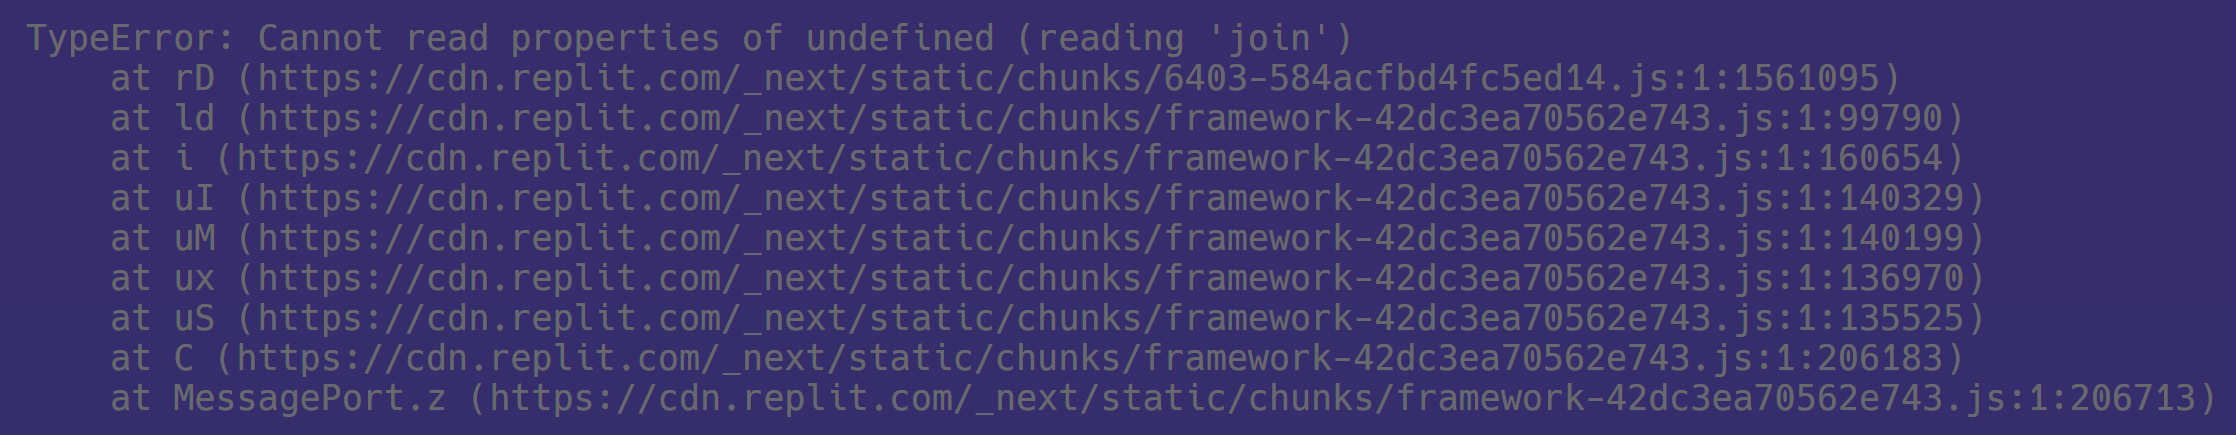 TypeError: Cannot read properties of undefined (reading 'join')
    at rD (https://cdn.replit.com/_next/static/chunks/6403-584acfbd4fc5ed14.js:1:1561095)
    at ld (https://cdn.replit.com/_next/static/chunks/framework-42dc3ea70562e743.js:1:99790)
    at i (https://cdn.replit.com/_next/static/chunks/framework-42dc3ea70562e743.js:1:160654)
    at uI (https://cdn.replit.com/_next/static/chunks/framework-42dc3ea70562e743.js:1:140329)
    at uM (https://cdn.replit.com/_next/static/chunks/framework-42dc3ea70562e743.js:1:140199)
    at ux (https://cdn.replit.com/_next/static/chunks/framework-42dc3ea70562e743.js:1:136970)
    at uS (https://cdn.replit.com/_next/static/chunks/framework-42dc3ea70562e743.js:1:135525)
    at C (https://cdn.replit.com/_next/static/chunks/framework-42dc3ea70562e743.js:1:206183)
    at MessagePort.z (https://cdn.replit.com/_next/static/chunks/framework-42dc3ea70562e743.js:1:206713)